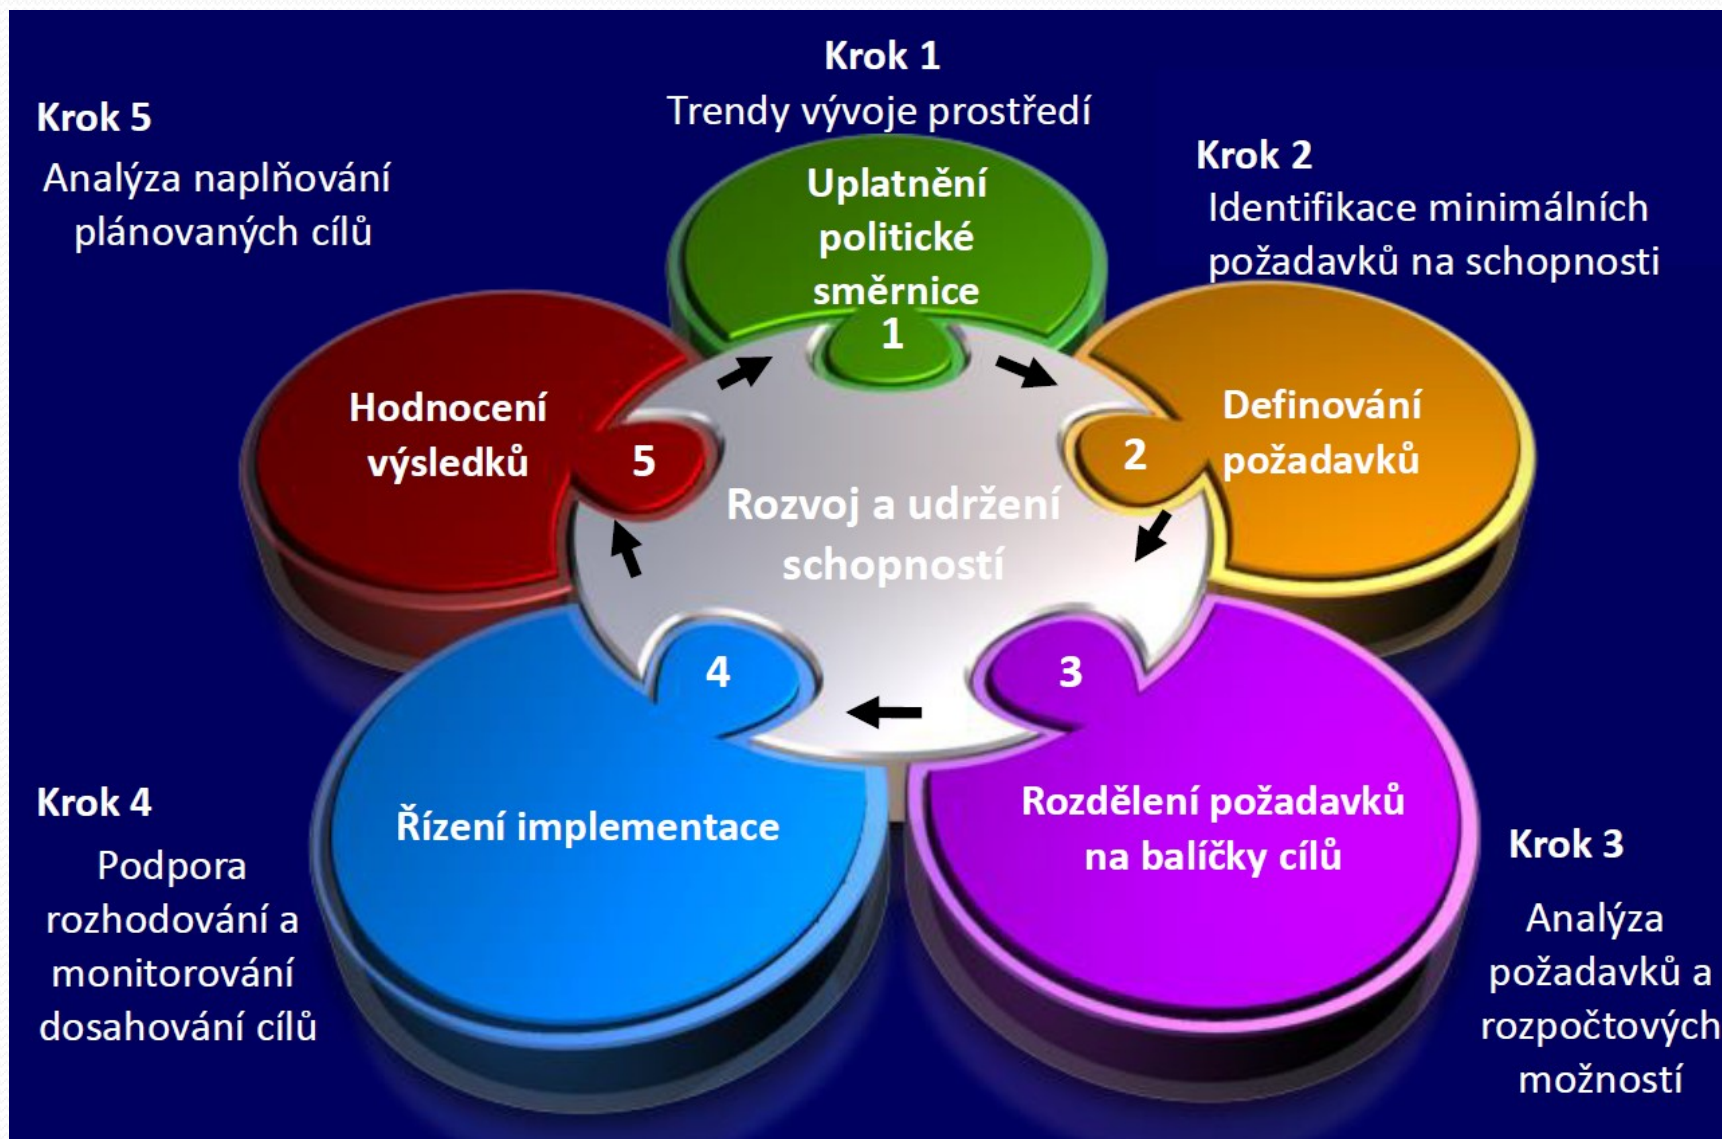 Krok 1
Trendy vývoje prostředí
Uplatnění
politické
směrnice
1
Krok 2
Identifikace minimálních
požadavků na schopnosti
Definování
požadavků
2
Krok 3
Analýza
požadavků a
rozpočtových
možností
Rozdělení požadavků
na balíčky cílů
3
Krok 4
Podpora
rozhodování a
monitorování
dosahování cílů
Řízení implementace
4
Krok 5
Analýza naplňování
plánovaných cílů
Hodnocení
výsledků
5
Rozvoj a udržení
schopností